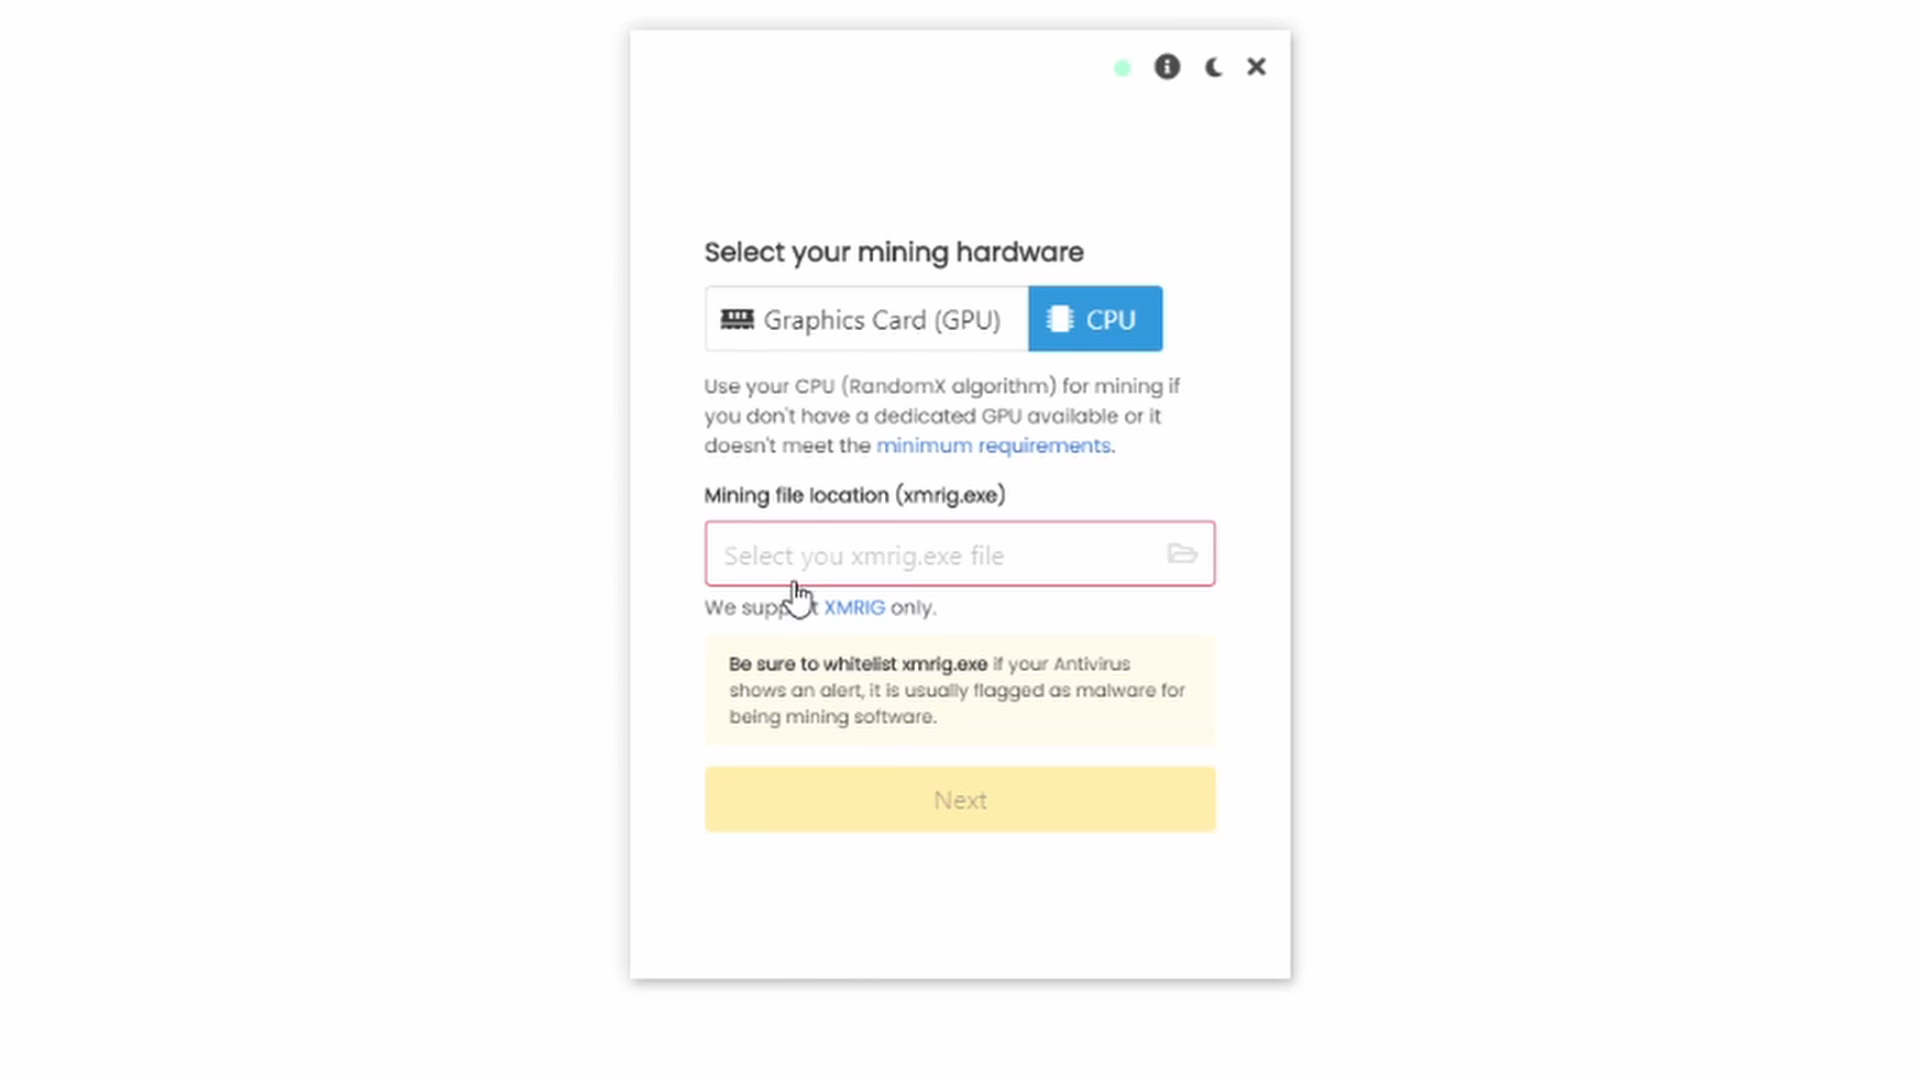 Select your mining hardware
Graphics Card (GPU) CPU
Use your CPU (RandomX algorithm) for mining if
you don't have a dedicated GPU available or it
doesn't meet the minimum requirements.
Mining file location (xmrig.exe)
Select you xmrig.exe file
We support XMRIG only.
Be sure to whitelist xmrig.exe if your Antivirus
shows an alert, it is usually flagged as malware for
being mining software.
Next